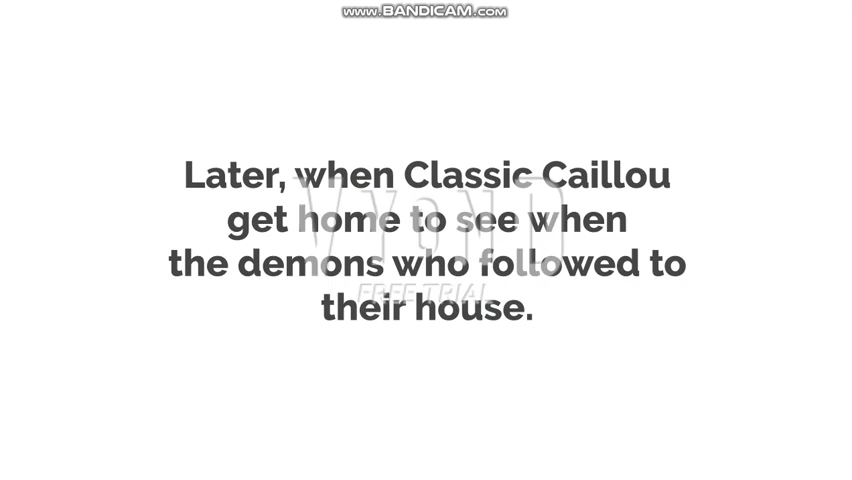 www.BANDICAM.com
Later, when Classic Caillou
get home to see when
the demons who followed to
their house.
VYOND
FREE TRIAL